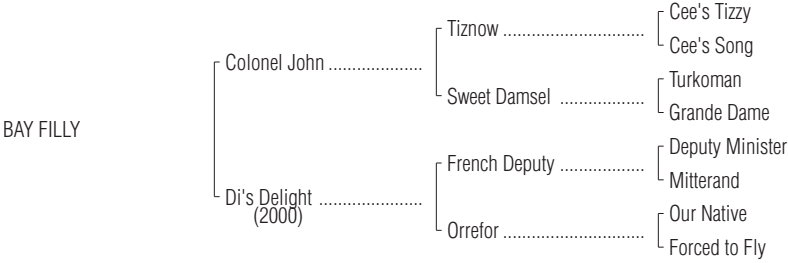 Cee's Tizzy
Tiznow ..............................
Cee's Song
Colonel John ....................
Turkoman
Sweet Damsel ..................
Grande Dame
BAY FILLY
Deputy Minister
French Deputy ..................
Mitterand
Di's Delight ......................
(2000)
Our Native
Orrefor ..............................
Forced to Fly